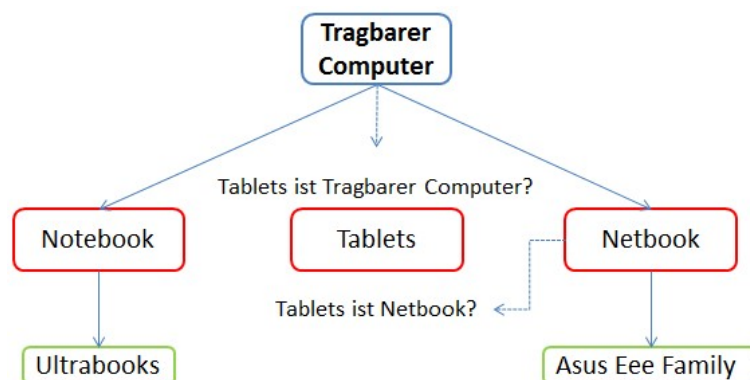 Tragbarer
Computer
Tablets ist Tragbarer Computer?
Notebook
Tablets
Netbook
Tablets ist Netbook?
Ultrabooks
Asus Eee Family